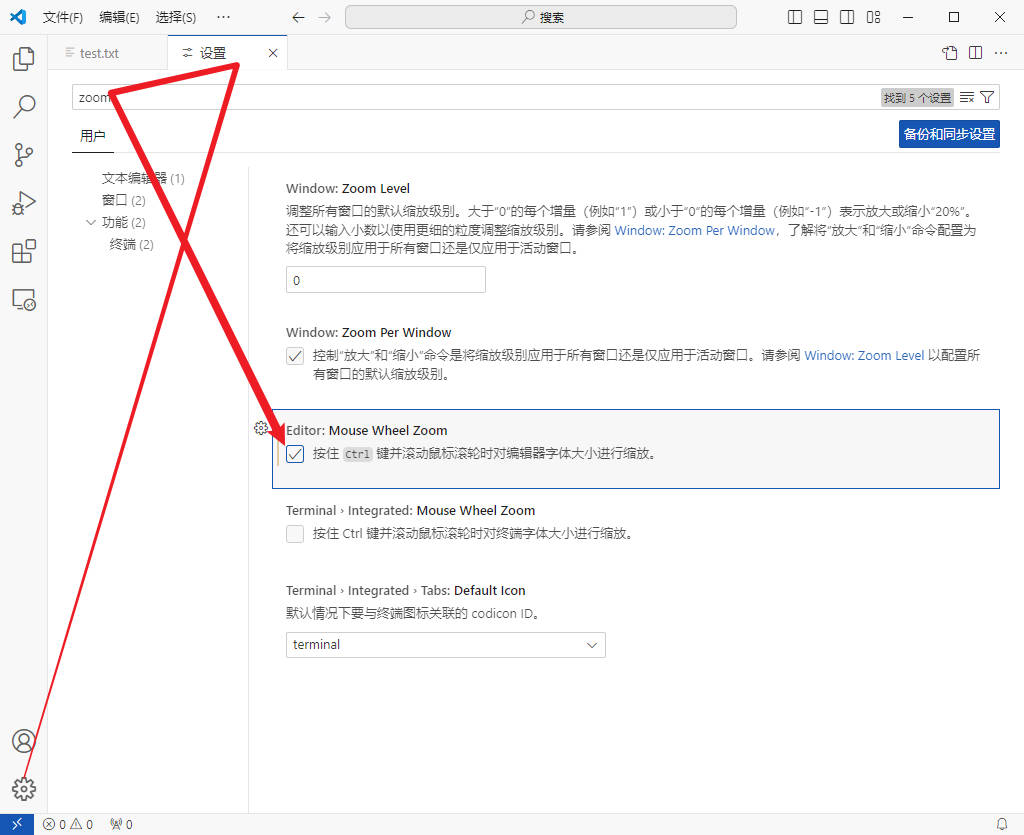 文件(F) 编辑(E) 选择(S) ··· 搜索
test.txt 设置
zoom 找到 5 个设置
用户 备份和同步设置
文本编辑器 (1)
窗口 (2)
功能 (2)
终端 (2)
Window: Zoom Level
调整所有窗口的默认缩放级别。大于“0”的每个增量（例如“1”）或小于“0”的每个增量（例如“-1”）表示放大或缩小“20%”。
还可以输入小数以使用更细的粒度调整缩放级别。请参阅 Window: Zoom Per Window，了解将“放大”和“缩小”命令配置为
将缩放级别应用于所有窗口还是仅应用于活动窗口。
0
Window: Zoom Per Window
控制“放大”和“缩小”命令是将缩放级别应用于所有窗口还是仅应用于活动窗口。请参阅 Window: Zoom Level 以配置所
有窗口的默认缩放级别。
Editor: Mouse Wheel Zoom
按住 Ctrl 键并滚动鼠标滚轮时对编辑器字体大小进行缩放。
Terminal › Integrated: Mouse Wheel Zoom
按住 Ctrl 键并滚动鼠标滚轮时对终端字体大小进行缩放。
Terminal › Integrated › Tabs: Default Icon
默认情况下要与终端图标关联的 codicon ID。
terminal
0 0 0